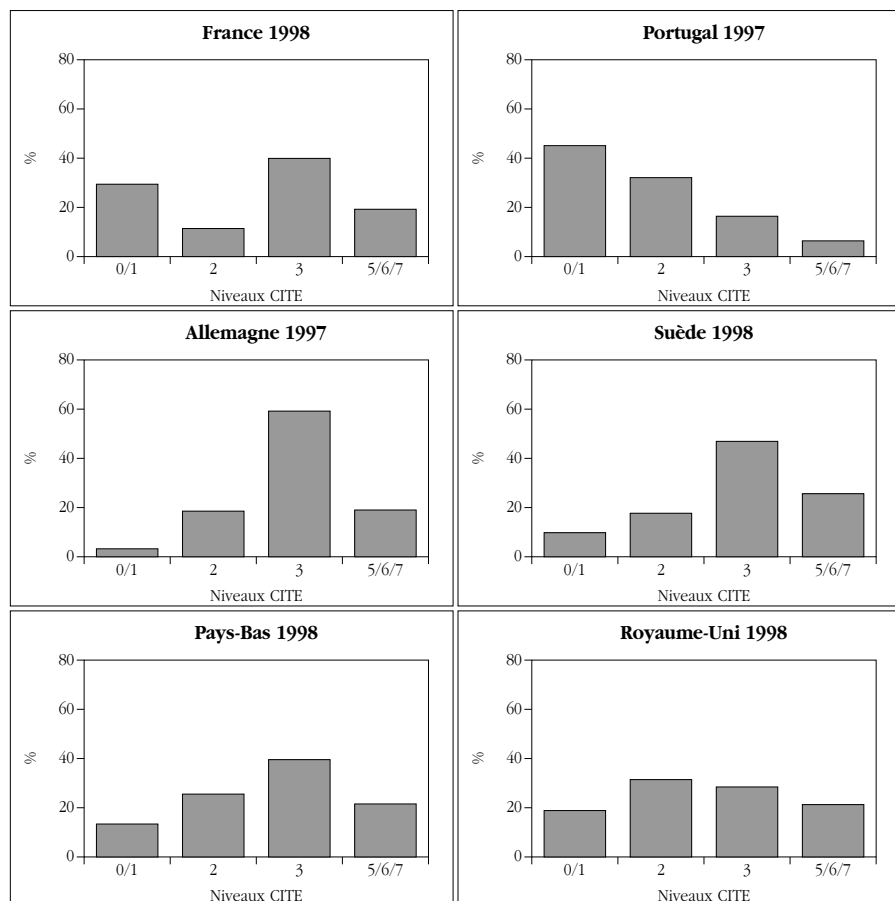 France 1998
80
60
40
20
0
%
0/1 2 3 5/6/7
Niveaux CITE
Portugal 1997
80
60
40
20
0
%
0/1 2 3 5/6/7
Niveaux CITE
Allemagne 1997
80
60
40
20
0
%
0/1 2 3 5/6/7
Niveaux CITE
Suède 1998
80
60
40
20
0
%
0/1 2 3 5/6/7
Niveaux CITE
Pays-Bas 1998
80
60
40
20
0
%
0/1 2 3 5/6/7
Niveaux CITE
Royaume-Uni 1998
80
60
40
20
0
%
0/1 2 3 5/6/7
Niveaux CITE